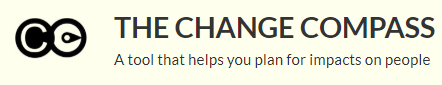 THE CHANGE COMPASS
A tool that helps you plan for impacts on people